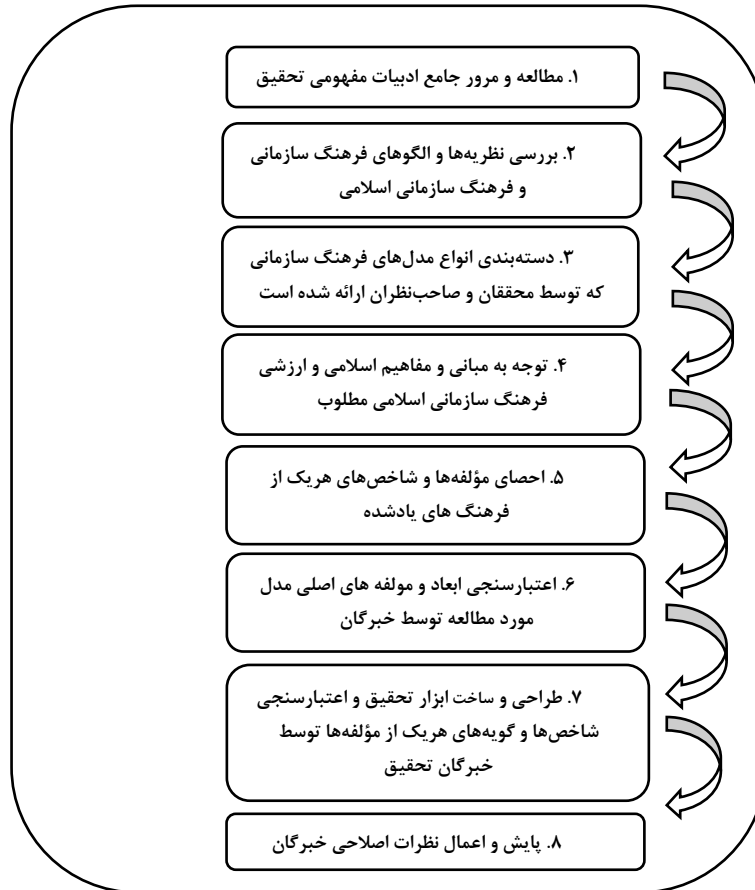 ۱. مطالعه و مرور جامع ادبیات مفهومی تحقیق
۲. بررسی نظریه‌ها و الگوهای فرهنگ سازمانی
و فرهنگ سازمانی اسلامی
۳. دسته‌بندی انواع مدل‌های فرهنگ سازمانی
که توسط محققان و صاحب‌نظران ارائه شده است
۴. توجه به مبانی و مفاهیم اسلامی و ارزشی
فرهنگ سازمانی اسلامی مطلوب
۵. احصای مؤلفه‌ها و شاخص‌های هریک از
فرهنگ های یادشده
۶. اعتبارسنجی ابعاد و مولفه های اصلی مدل
مورد مطالعه توسط خبرگان
۷. طراحی و ساخت ابزار تحقیق و اعتبارسنجی
شاخص‌ها و گویه‌های هریک از مؤلفه‌ها توسط
خبرگان تحقیق
۸. پایش و اعمال نظرات اصلاحی خبرگان